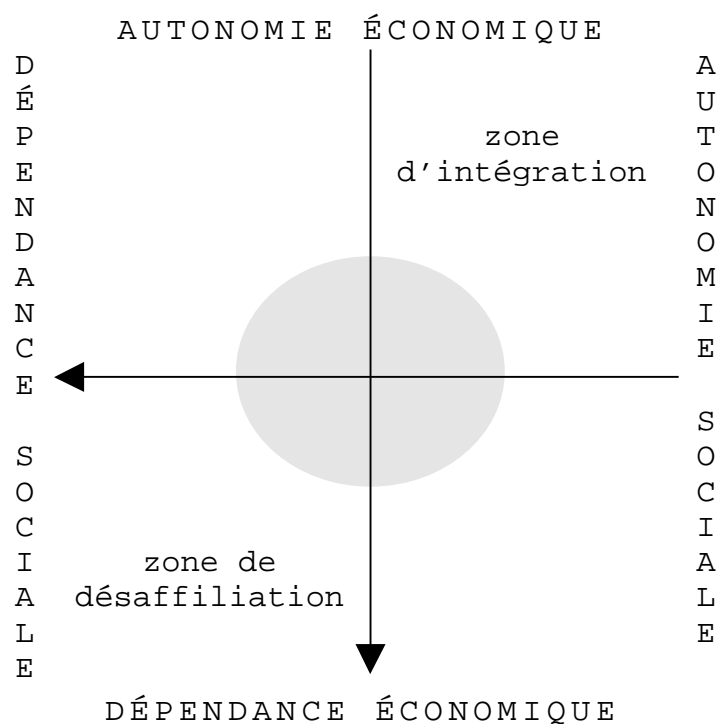 AUTONOMIE ÉCONOMIQUE
DÉPENDANCE SOCIALE
AUTONOMIE SOCIALE
zone
d'intégration
zone de
désaffiliation
DÉPENDANCE ÉCONOMIQUE